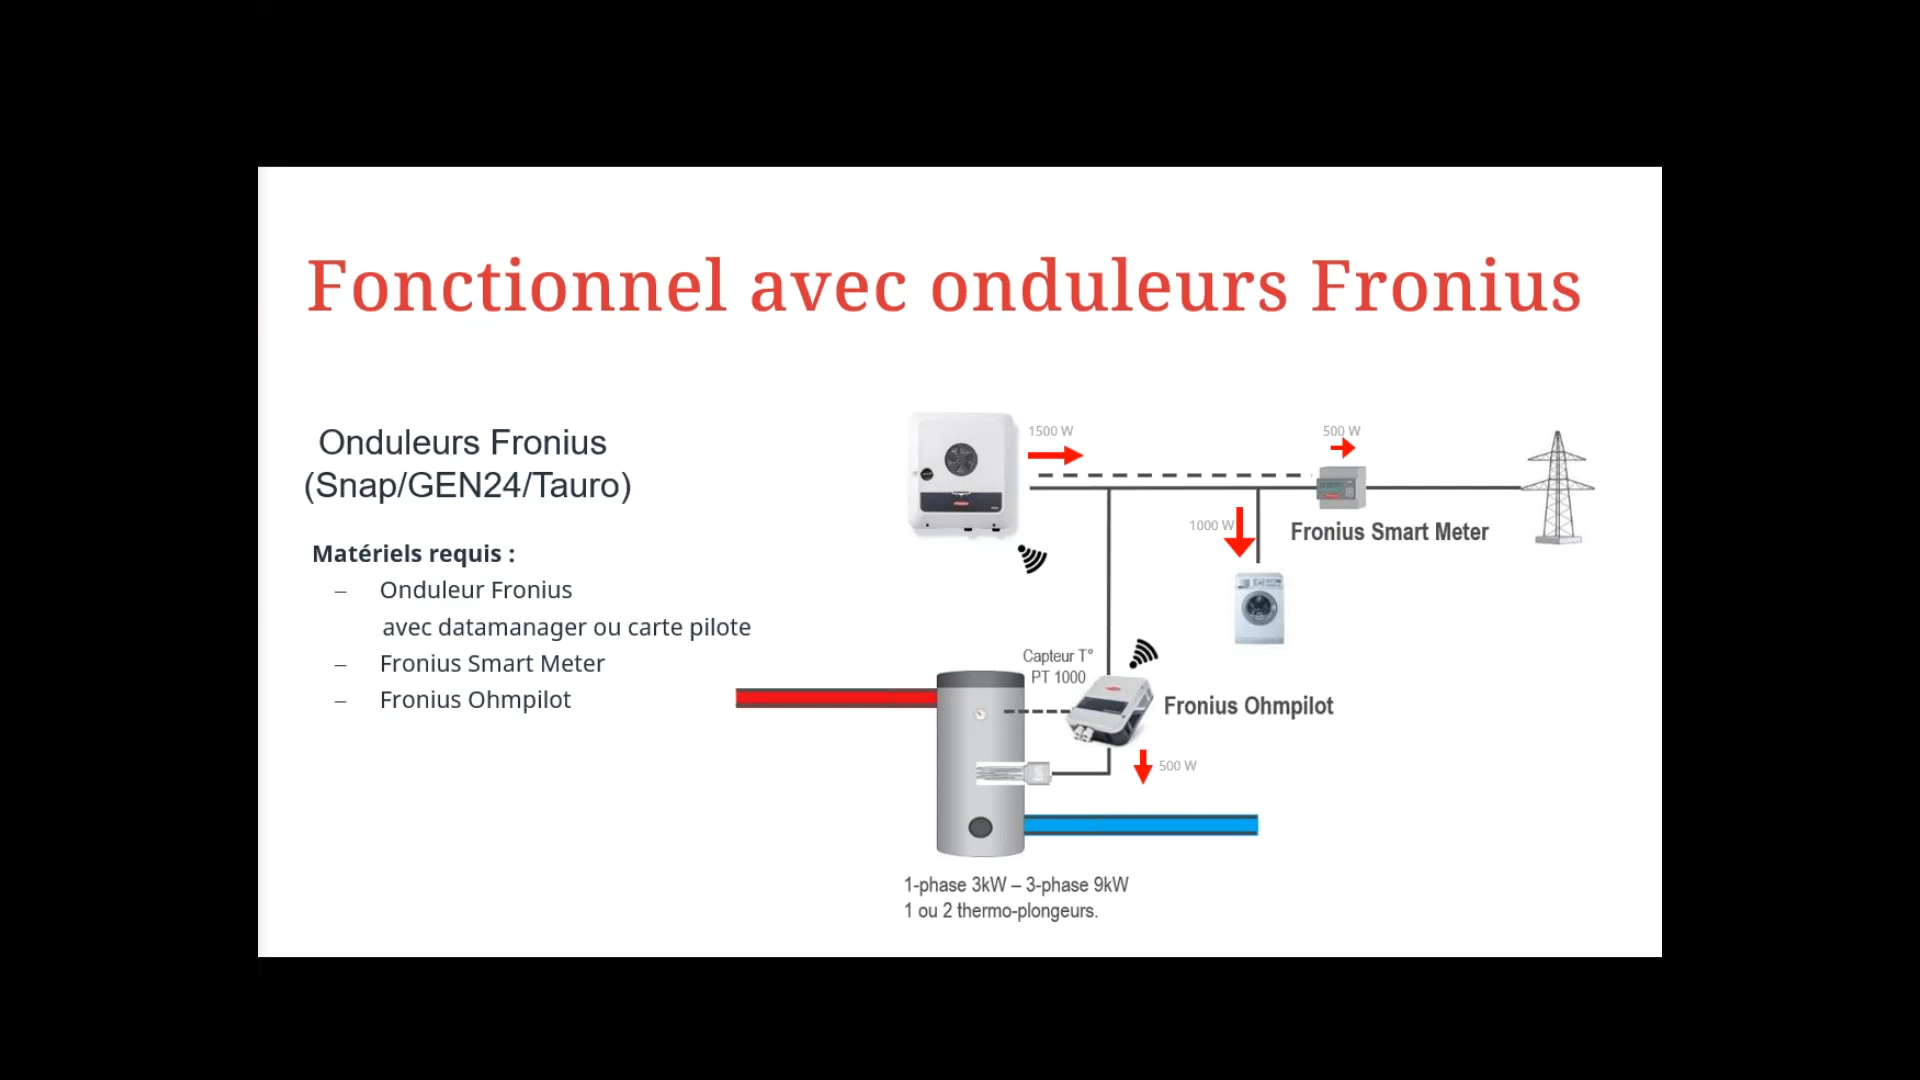 Fonctionnel avec onduleurs Fronius
Onduleurs Fronius
(Snap/GEN24/Tauro)
Matériels requis :
– Onduleur Fronius
avec datamanager ou carte pilote
– Fronius Smart Meter
– Fronius Ohmpilot
1500 W
500 W
1000 W
Fronius Smart Meter
Capteur T°
PT 1000
Fronius Ohmpilot
500 W
1-phase 3kW – 3-phase 9kW
1 ou 2 thermo-plongeurs.